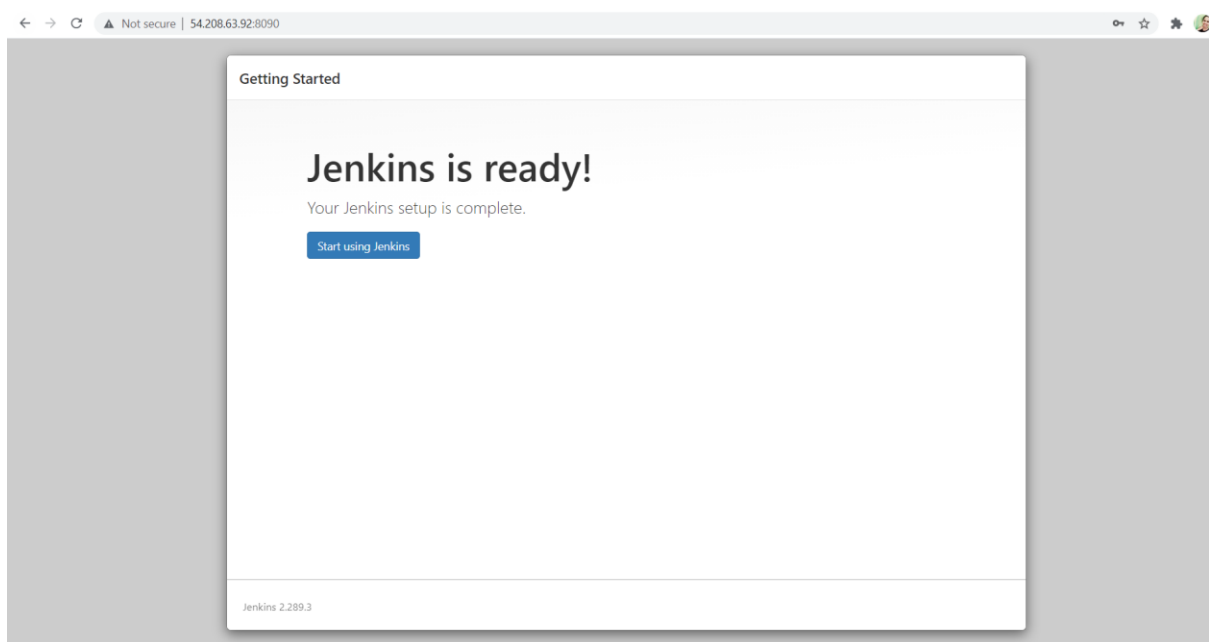 Not secure | 54.208.63.92:8090
Getting Started
Jenkins is ready!
Your Jenkins setup is complete.
Start using Jenkins
Jenkins 2.289.3